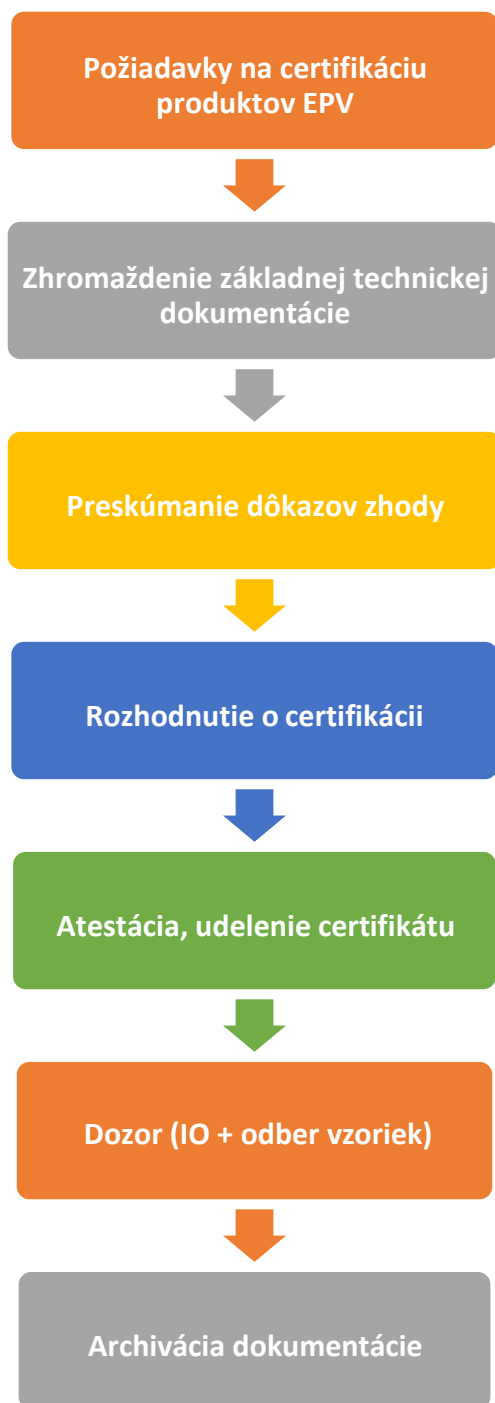 Požiadavky na certifikáciu
produktov EPV
Zhromaždenie základnej technickej
dokumentácie
Preskúmanie dôkazov zhody
Rozhodnutie o certifikácii
Atestácia, udelenie certifikátu
Dozor (IO + odber vzoriek)
Archivácia dokumentácie